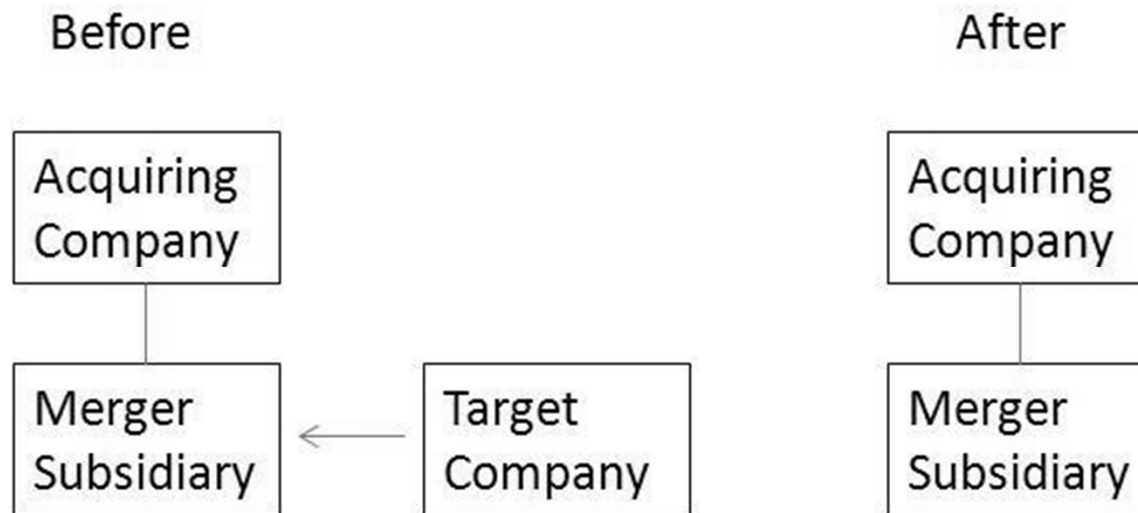 Before
After
Acquiring
Company
Acquiring
Company
Merger
Subsidiary
Target
Company
Merger
Subsidiary